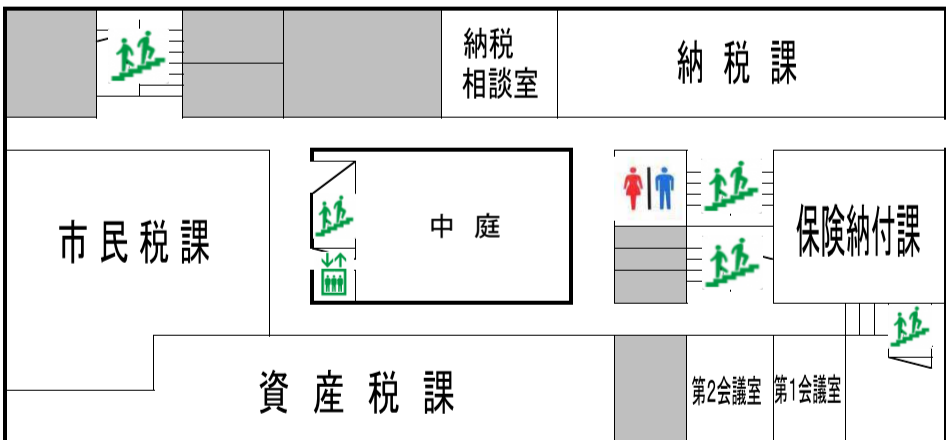 納税
相談室
納税課
市民税課
中庭
保険納付課
資産税課
第2会議室
第1会議室